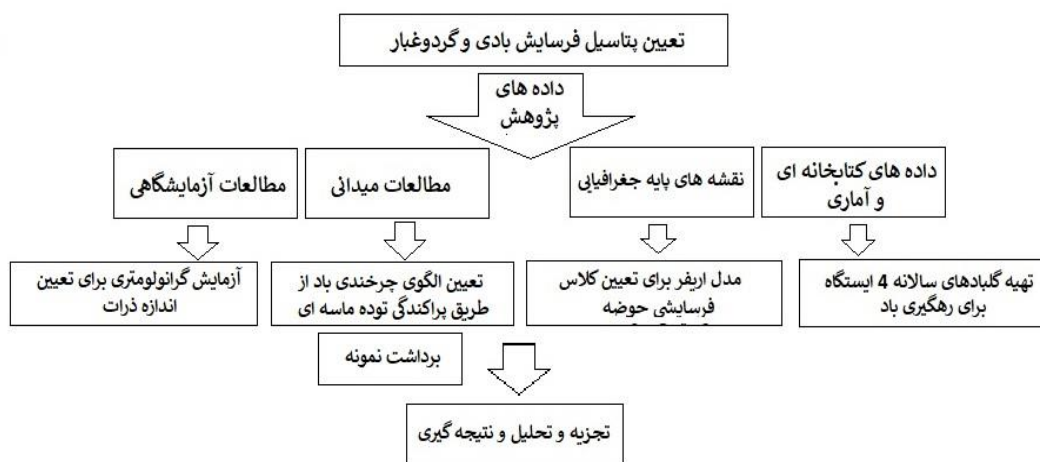 تعیین پتاسیل فرسایش بادی و گردوغبار
داده های
پژوهش
داده های کتابخانه ای
و آماری
نقشه های پایه جغرافیایی
مطالعات میدانی
مطالعات آزمایشگاهی
تهیه گلبادهای سالانه 4 ایستگاه
برای رهگیری باد
مدل اریفر برای تعیین کلاس
فرسایشی حوضه
تعیین الگوی چرخندی باد از
طریق پراکندگی توده ماسه ای
آزمایش گرانولومتری برای تعیین
اندازه ذرات
برداشت نمونه
تجزیه و تحلیل و نتیجه گیری